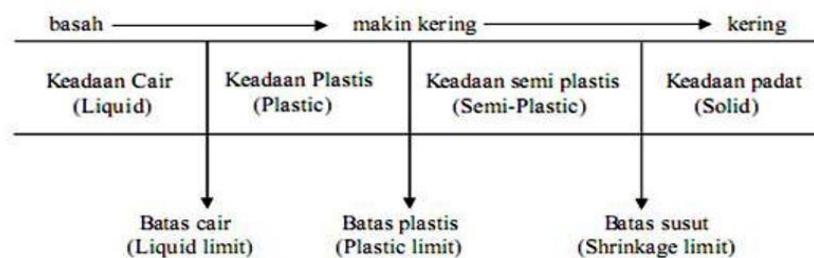 basah makin kering kering
Keadaan Cair
(Liquid)
Keadaan Plastis
(Plastic)
Keadaan semi plastis
(Semi-Plastic)
Keadaan padat
(Solid)
Batas cair
(Liquid limit)
Batas plastis
(Plastic limit)
Batas susut
(Shrinkage limit)